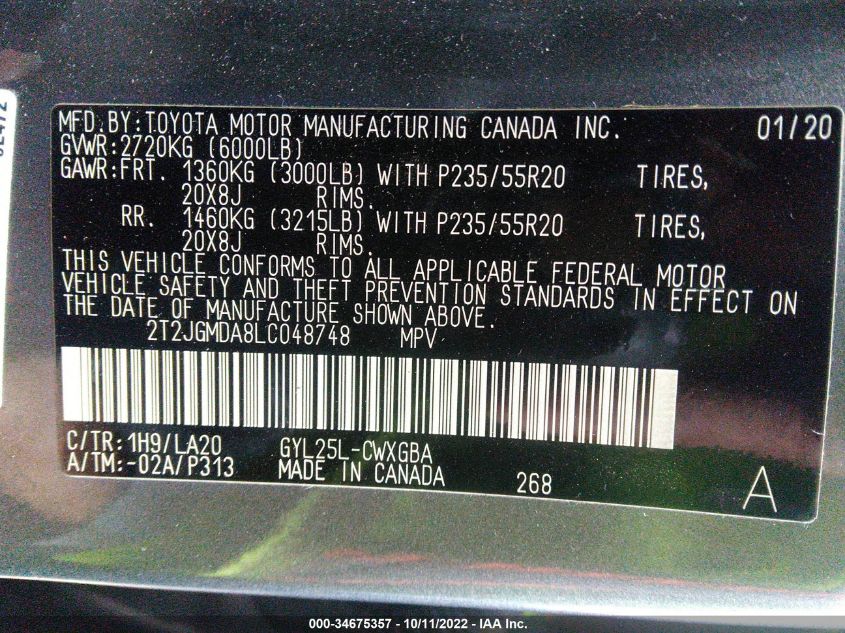 MFD.BY:TOYOTA MOTOR MANUFACTURING CANADA INC. 01/20
GVWR:2720KG (6000LB)
GAWR:FRT. 1360KG (3000LB) WITH P235/55R20 TIRES,
20X8J RIMS.
RR. 1460KG (3215LB) WITH P235/55R20 TIRES,
20X8J RIMS.
THIS VEHICLE CONFORMS TO ALL APPLICABLE FEDERAL MOTOR
VEHICLE SAFETY AND THEFT PREVENTION STANDARDS IN EFFECT ON
THE DATE OF MANUFACTURE SHOWN ABOVE.
2T2JGMDA8LC048748 MPV
C/TR:1H9/LA20 GYL25L-CWXGBA
A/TM:-02A/P313 MADE IN CANADA 268 A
000-34675357 - 10/11/2022 - IAA Inc.